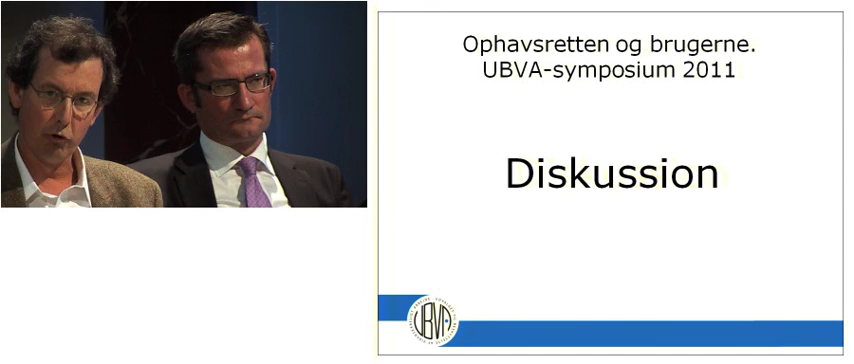 Ophavsretten og brugerne.
UBVA-symposium 2011
Diskussion
UBVA